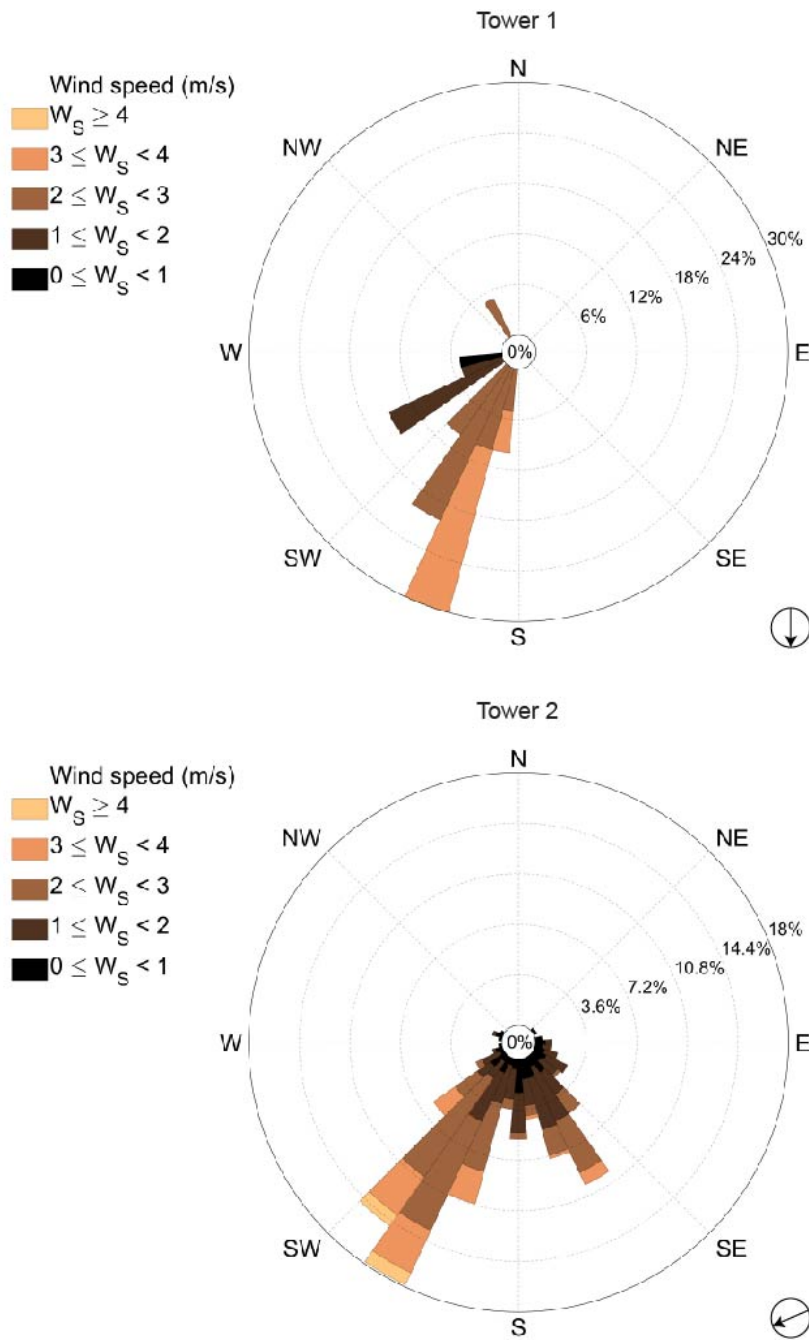 Tower 1
Wind speed (m/s)
W_S ≥ 4
3 ≤ W_S < 4
2 ≤ W_S < 3
1 ≤ W_S < 2
0 ≤ W_S < 1
N
NW
NE
30%
24%
18%
12%
6%
W
0%
E
SW
SE
S
Tower 2
Wind speed (m/s)
W_S ≥ 4
3 ≤ W_S < 4
2 < W_S < 3
1 ≤ W_S < 2
0 ≤ W_S < 1
N
NW
NE
18%
14.4%
10.8%
7.2%
3.6%
W
0%
E
SW
SE
S